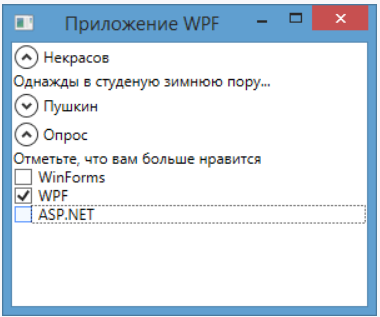 Приложение WPF
Некрасов
Однажды в студеную зимнюю пору...
Пушкин
Опрос
Отметьте, что вам больше нравится
WinForms
WPF
ASP.NET